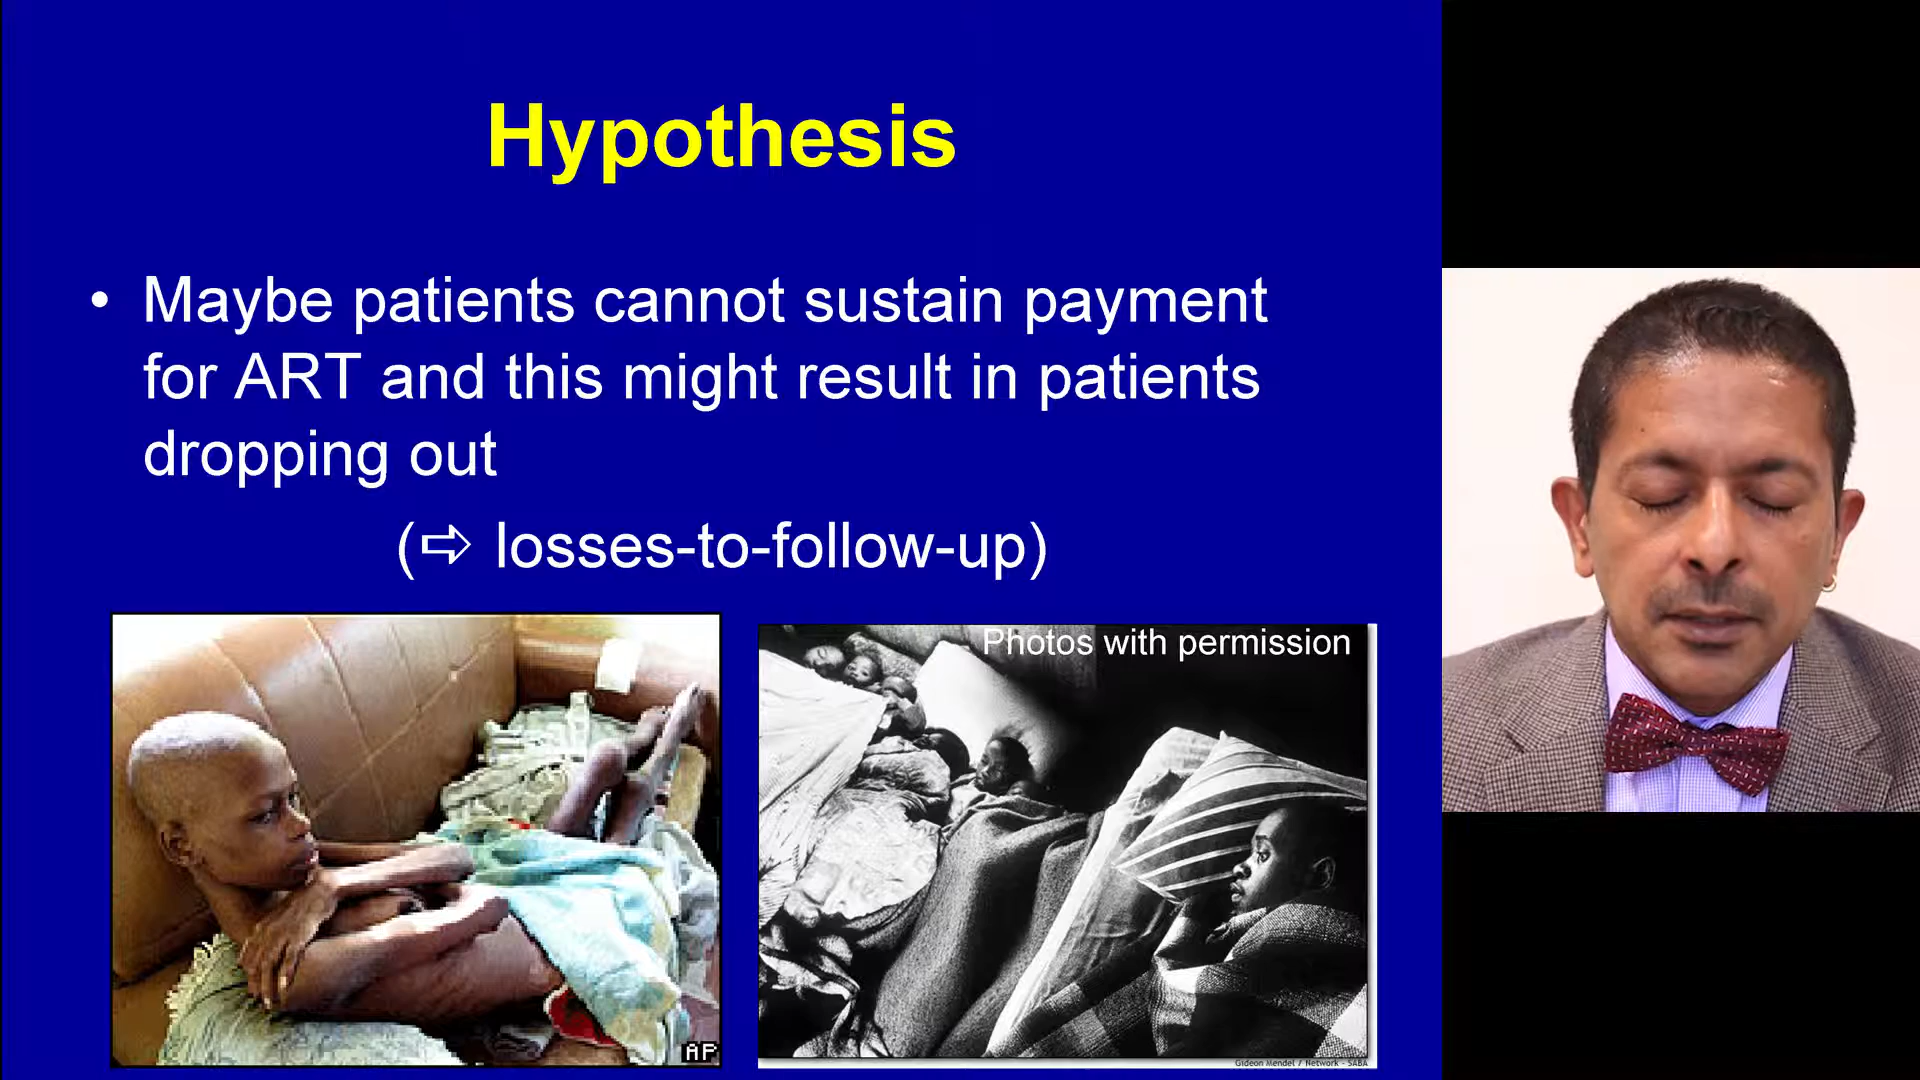 Hypothesis
• Maybe patients cannot sustain payment
for ART and this might result in patients
dropping out
(⇨ losses-to-follow-up)
Photos with permission
AP
Gideon Mendel / Network - SABA